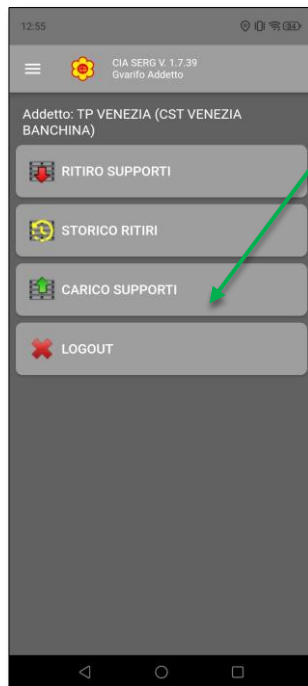 12:55
CIA SERG V. 1.7.39
Gvarifo Addetto
Addetto: TP VENEZIA (CST VENEZIA
BANCHINA)
RITIRO SUPPORTI
STORICO RITIRI
CARICO SUPPORTI
LOGOUT